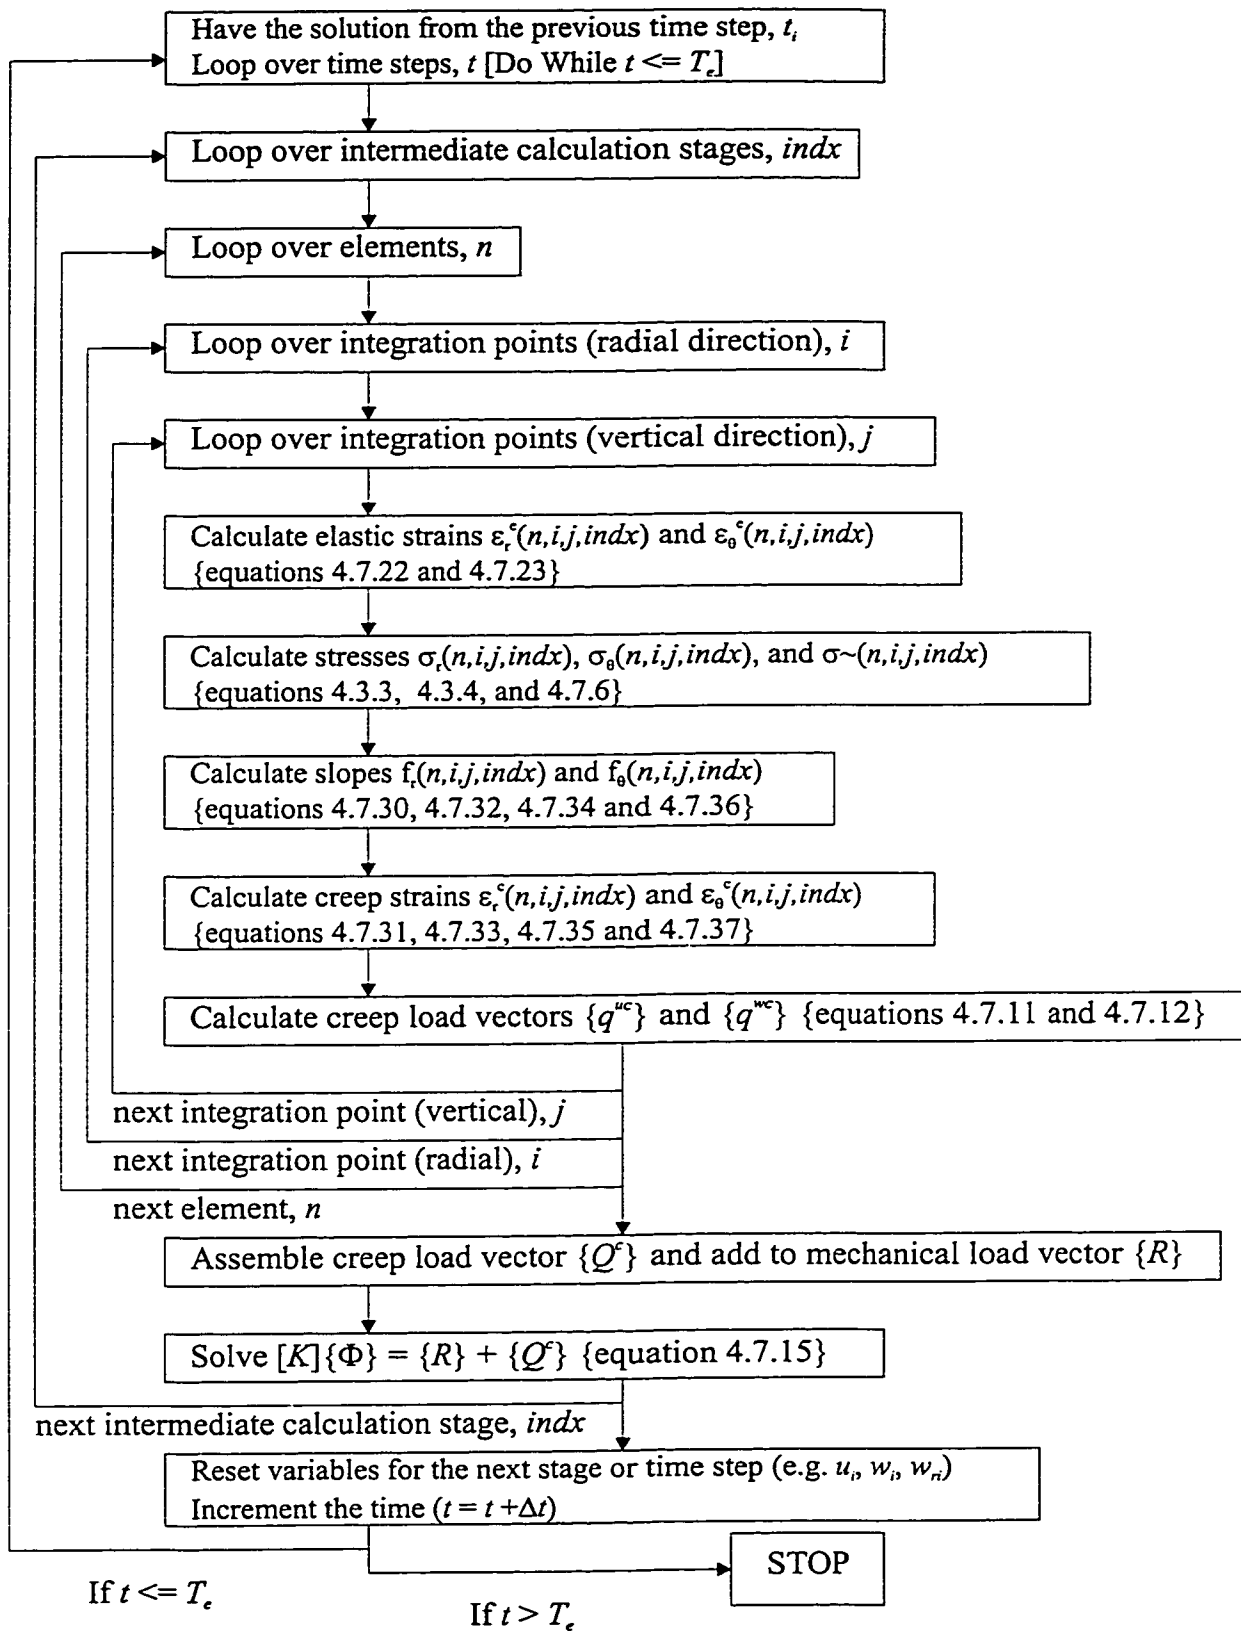 Have the solution from the previous time step, tᵢ
Loop over time steps, t [Do While t <= Tₑ]
Loop over intermediate calculation stages, indx
Loop over elements, n
Loop over integration points (radial direction), i
Loop over integration points (vertical direction), j
Calculate elastic strains εᵣᵉ(n,i,j,indx) and ε_θᵉ(n,i,j,indx)
{equations 4.7.22 and 4.7.23}
Calculate stresses σᵣ(n,i,j,indx), σ_θ(n,i,j,indx), and σ~(n,i,j,indx)
{equations 4.3.3, 4.3.4, and 4.7.6}
Calculate slopes fᵣ(n,i,j,indx) and f_θ(n,i,j,indx)
{equations 4.7.30, 4.7.32, 4.7.34 and 4.7.36}
Calculate creep strains εᵣᶜ(n,i,j,indx) and ε_θᶜ(n,i,j,indx)
{equations 4.7.31, 4.7.33, 4.7.35 and 4.7.37}
Calculate creep load vectors {qᵘᶜ} and {qʷᶜ} {equations 4.7.11 and 4.7.12}
next integration point (vertical), j
next integration point (radial), i
next element, n
Assemble creep load vector {Qᶜ} and add to mechanical load vector {R}
Solve [K]{Φ} = {R} + {Qᶜ} {equation 4.7.15}
next intermediate calculation stage, indx
Reset variables for the next stage or time step (e.g. uᵢ, wᵢ, wᵣᵢ)
Increment the time (t = t +Δt)
STOP
If t <= Tₑ
If t > Tₑ